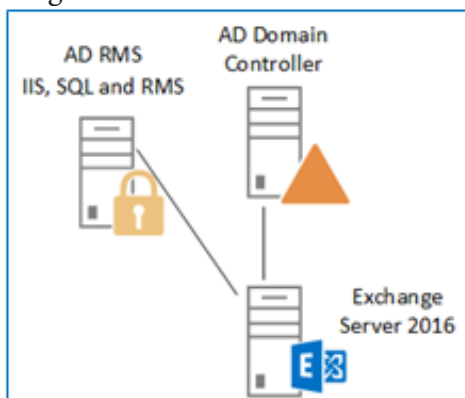 AD RMS
IIS, SQL and RMS
AD Domain
Controller
Exchange
Server 2016
E